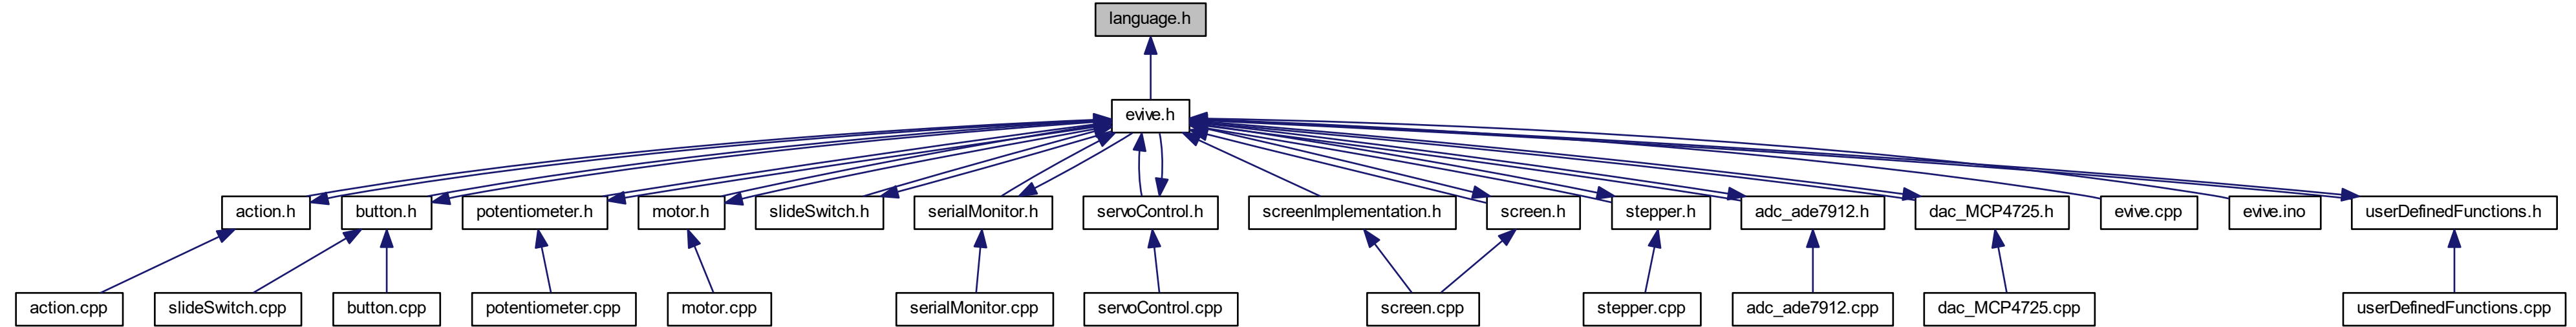 language.h
evive.h
action.h
button.h
potentiometer.h
motor.h
slideSwitch.h
serialMonitor.h
servoControl.h
screenImplementation.h
screen.h
stepper.h
adc_ade7912.h
dac_MCP4725.h
evive.cpp
evive.ino
userDefinedFunctions.h
action.cpp
slideSwitch.cpp
button.cpp
potentiometer.cpp
motor.cpp
serialMonitor.cpp
servoControl.cpp
screen.cpp
stepper.cpp
adc_ade7912.cpp
dac_MCP4725.cpp
userDefinedFunctions.cpp